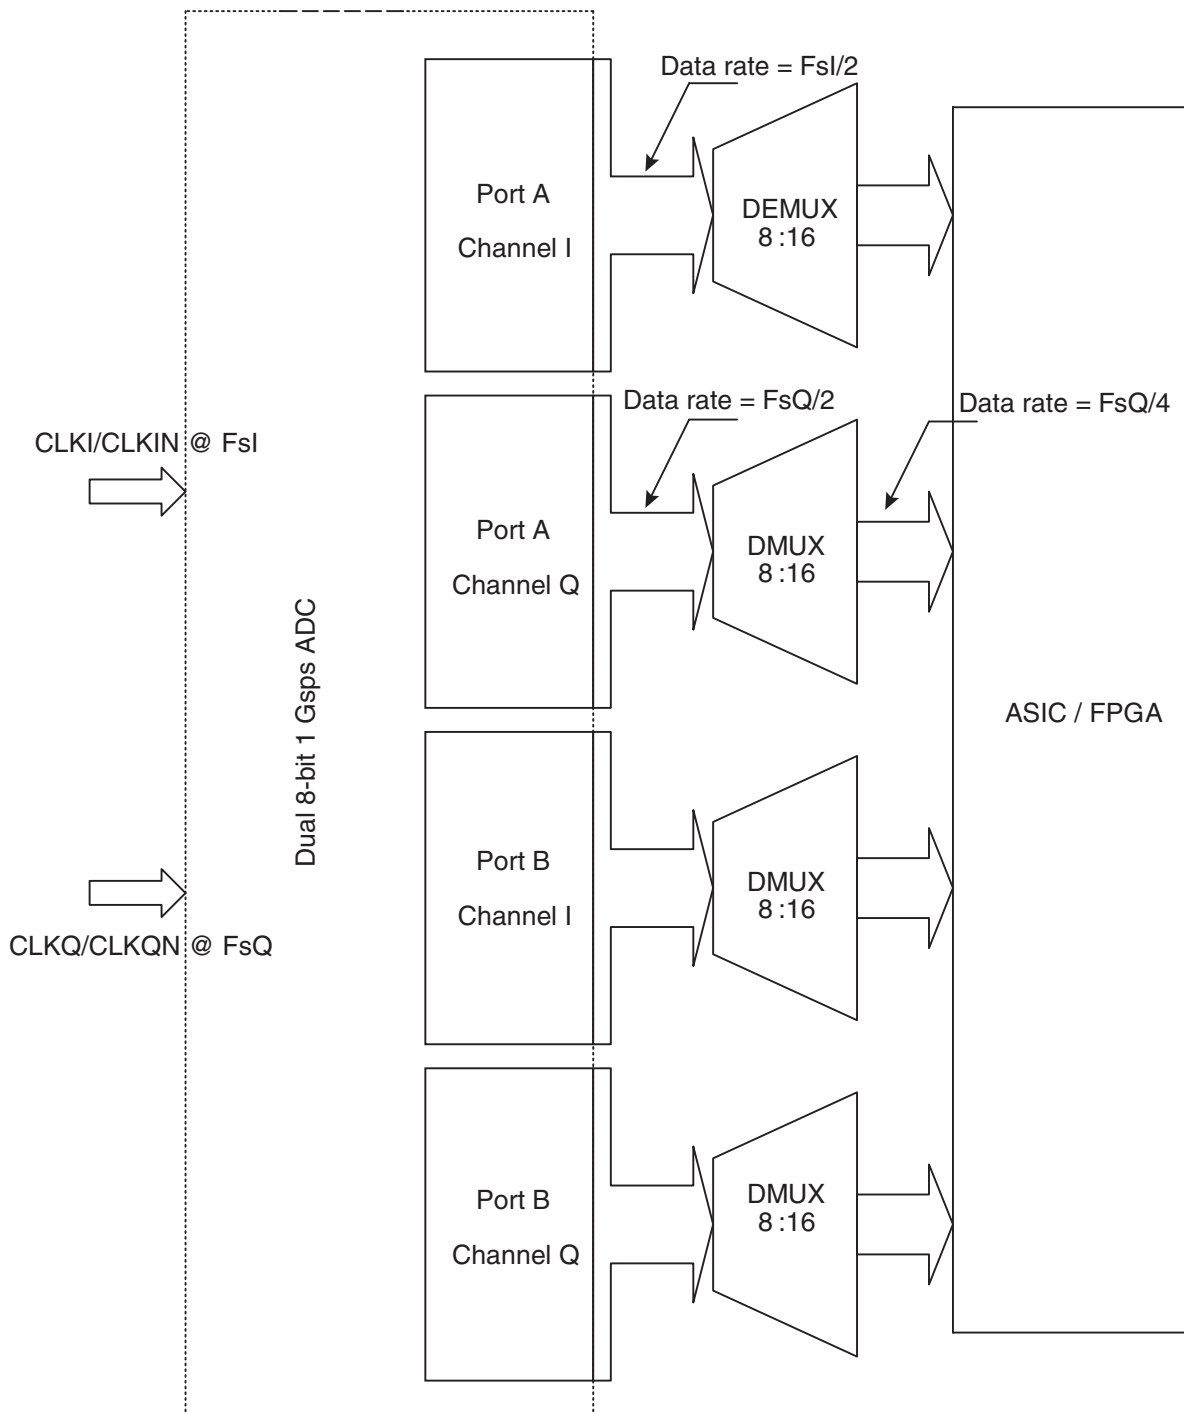 Data rate = FsI/2
Port A
Channel I
DEMUX
8 :16
Data rate = FsQ/2
Data rate = FsQ/4
CLKI/CLKIN @ FsI
Port A
Channel Q
DMUX
8 :16
Dual 8-bit 1 Gsps ADC
ASIC / FPGA
Port B
Channel I
DMUX
8 :16
CLKQ/CLKQN @ FsQ
Port B
Channel Q
DMUX
8 :16